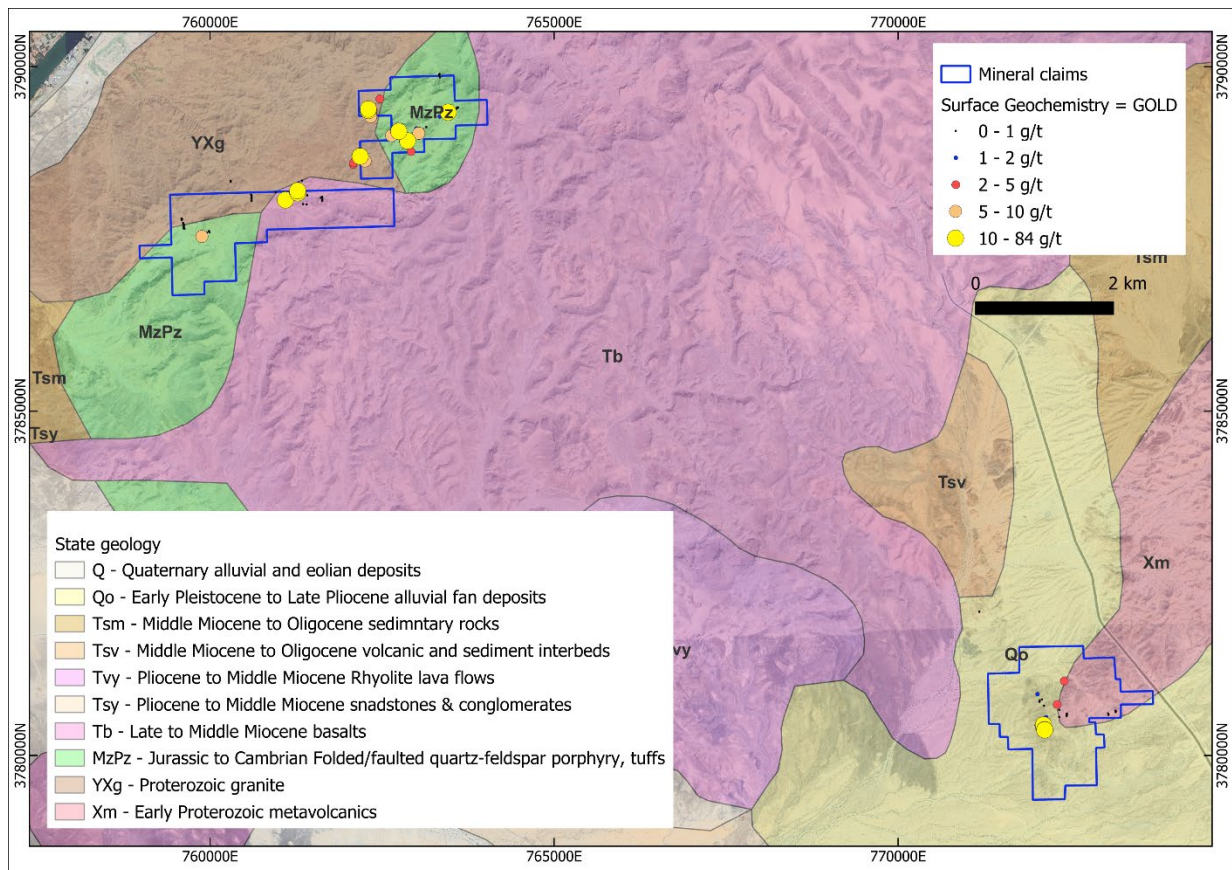 760000E
765000E
770000E
3790000N
3790000N
Mineral claims
Surface Geochemistry = GOLD
0 - 1 g/t
1 - 2 g/t
2 - 5 g/t
5 - 10 g/t
10 - 84 g/t
MzPz
YXg
Tsm
0
2 km
MzPz
Tb
Tsm
3785000N
3785000N
Tsy
Tsv
Xm
State geology
Q - Quaternary alluvial and eolian deposits
Qo - Early Pleistocene to Late Pliocene alluvial fan deposits
Tsm - Middle Miocene to Oligocene sedimntary rocks
Tsv - Middle Miocene to Oligocene volcanic and sediment interbeds
Tvy - Pliocene to Middle Miocene Rhyolite lava flows
Tsy - Pliocene to Middle Miocene snadstones & conglomerates
Tb - Late to Middle Miocene basalts
MzPz - Jurassic to Cambrian Folded/faulted quartz-feldspar porphyry, tuffs
YXg - Proterozoic granite
Xm - Early Proterozoic metavolcanics
vy
Qo
3780000N
3780000N
760000E
765000E
770000E